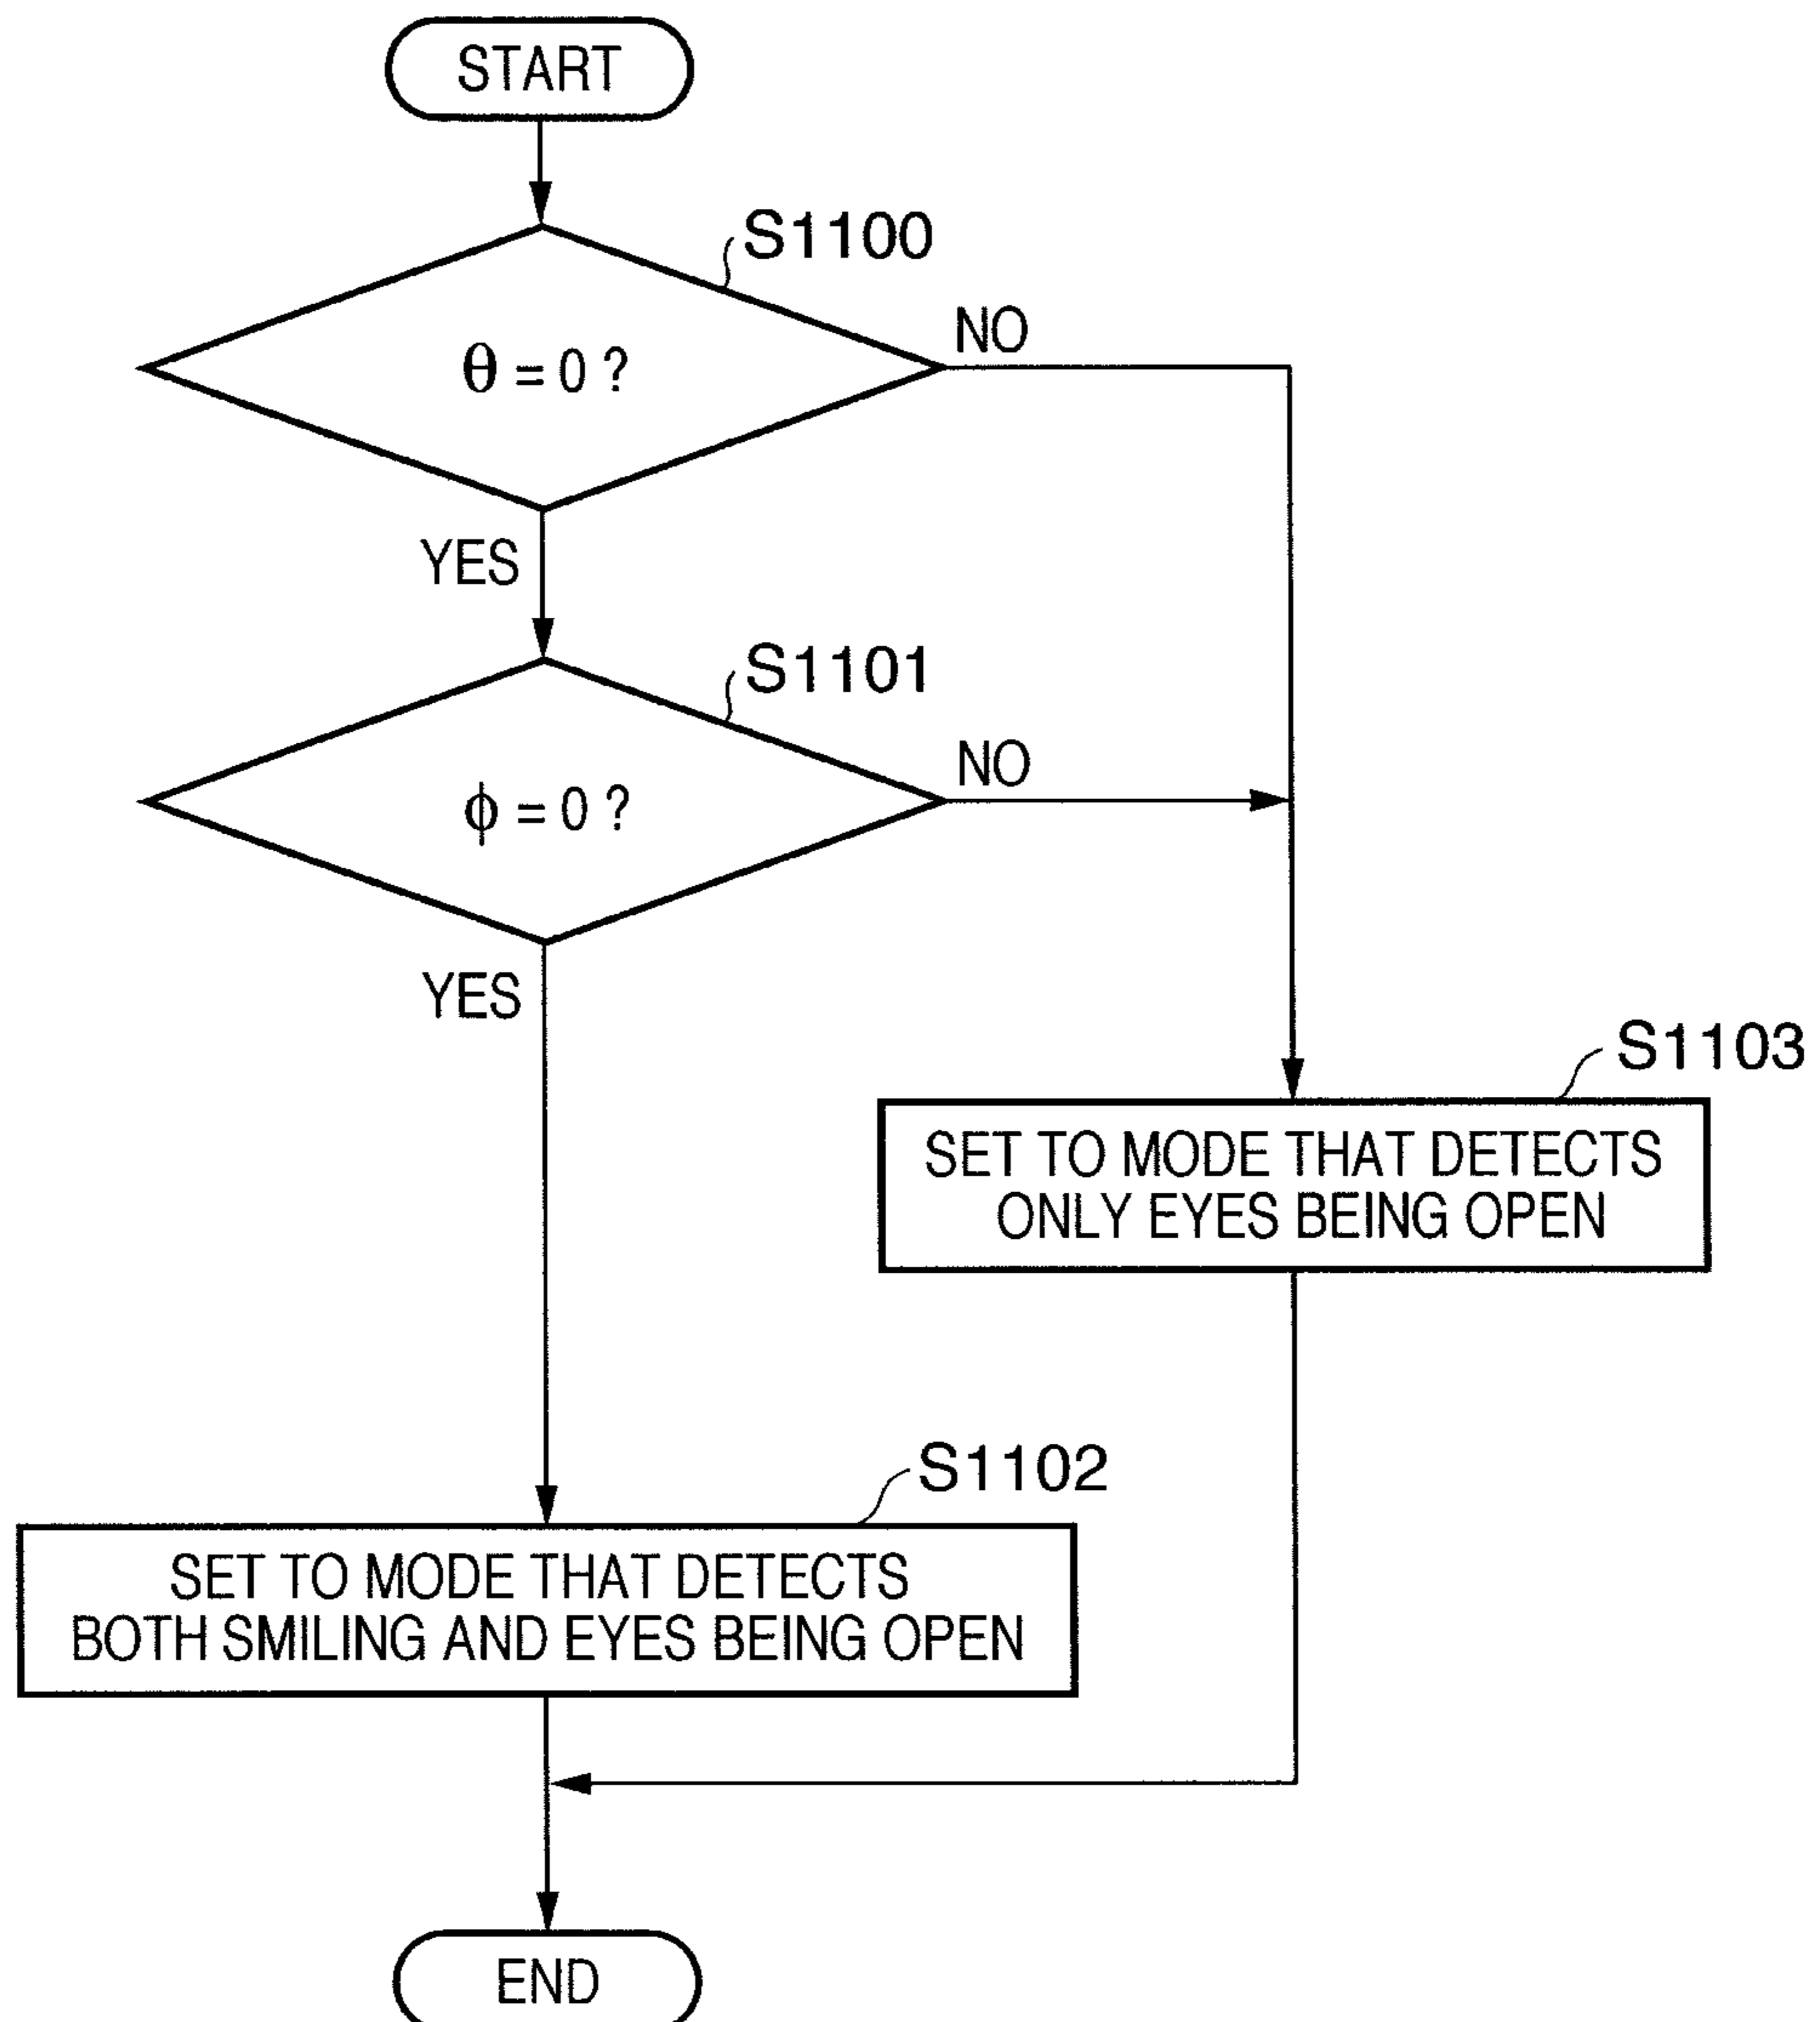 START
S1100
θ = 0 ?
NO
YES
S1101
ϕ = 0 ?
NO
YES
S1103
SET TO MODE THAT DETECTS
ONLY EYES BEING OPEN
S1102
SET TO MODE THAT DETECTS
BOTH SMILING AND EYES BEING OPEN
END